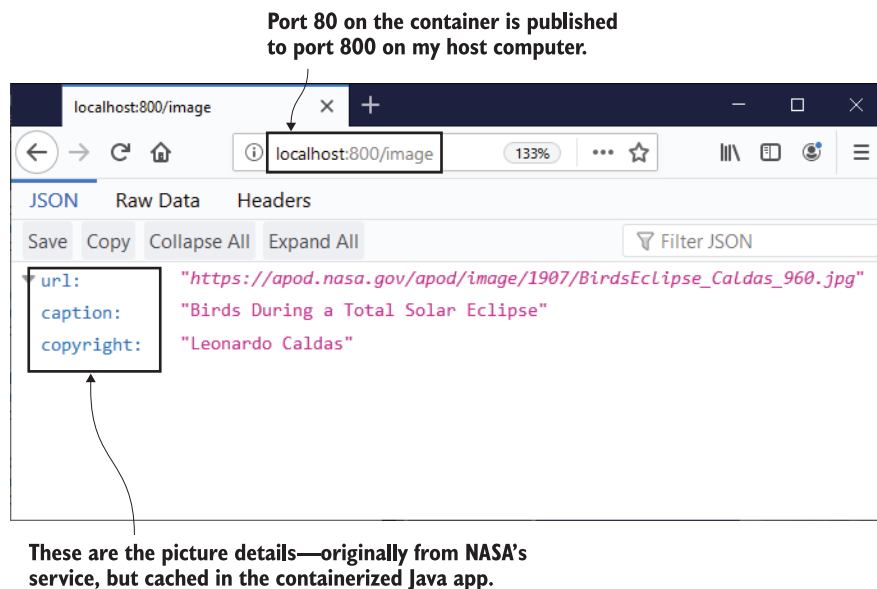 Port 80 on the container is published
to port 800 on my host computer.
localhost:800/image
localhost:800/image 133%
JSON Raw Data Headers
Save Copy Collapse All Expand All Filter JSON
url: "https://apod.nasa.gov/apod/image/1907/BirdsEclipse_Caldas_960.jpg"
caption: "Birds During a Total Solar Eclipse"
copyright: "Leonardo Caldas"
These are the picture details—originally from NASA's
service, but cached in the containerized Java app.